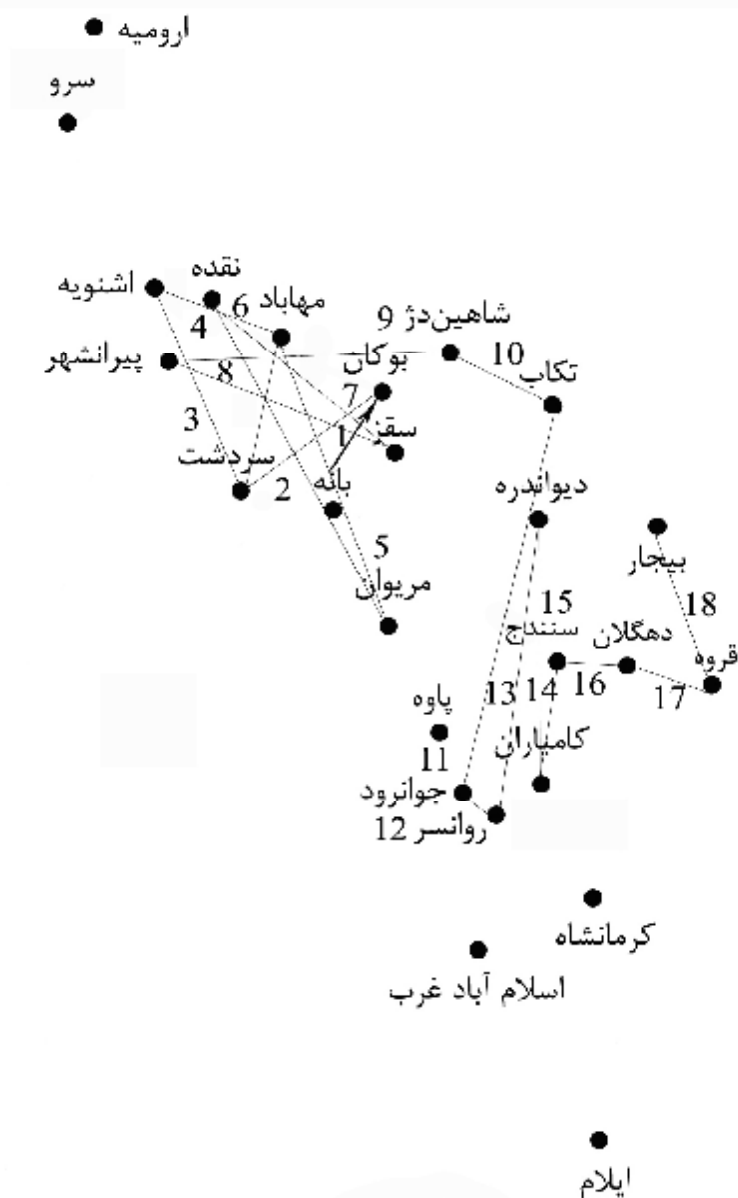 ارومیه
سرو
نقده
اشنویه
مهاباد
6
4
9
شاهین‌دژ
پیرانشهر
بوکان
10
تکاب
8
7
3
1
سقز
سردشت
2
بانه
دیواندره
5
بیجار
مریوان
15
18
سنندج
دهگلان
قروه
13
14
16
17
پاوه
11
کامیاران
جوانرود
12
روانسر
کرمانشاه
اسلام آباد غرب
ایلام